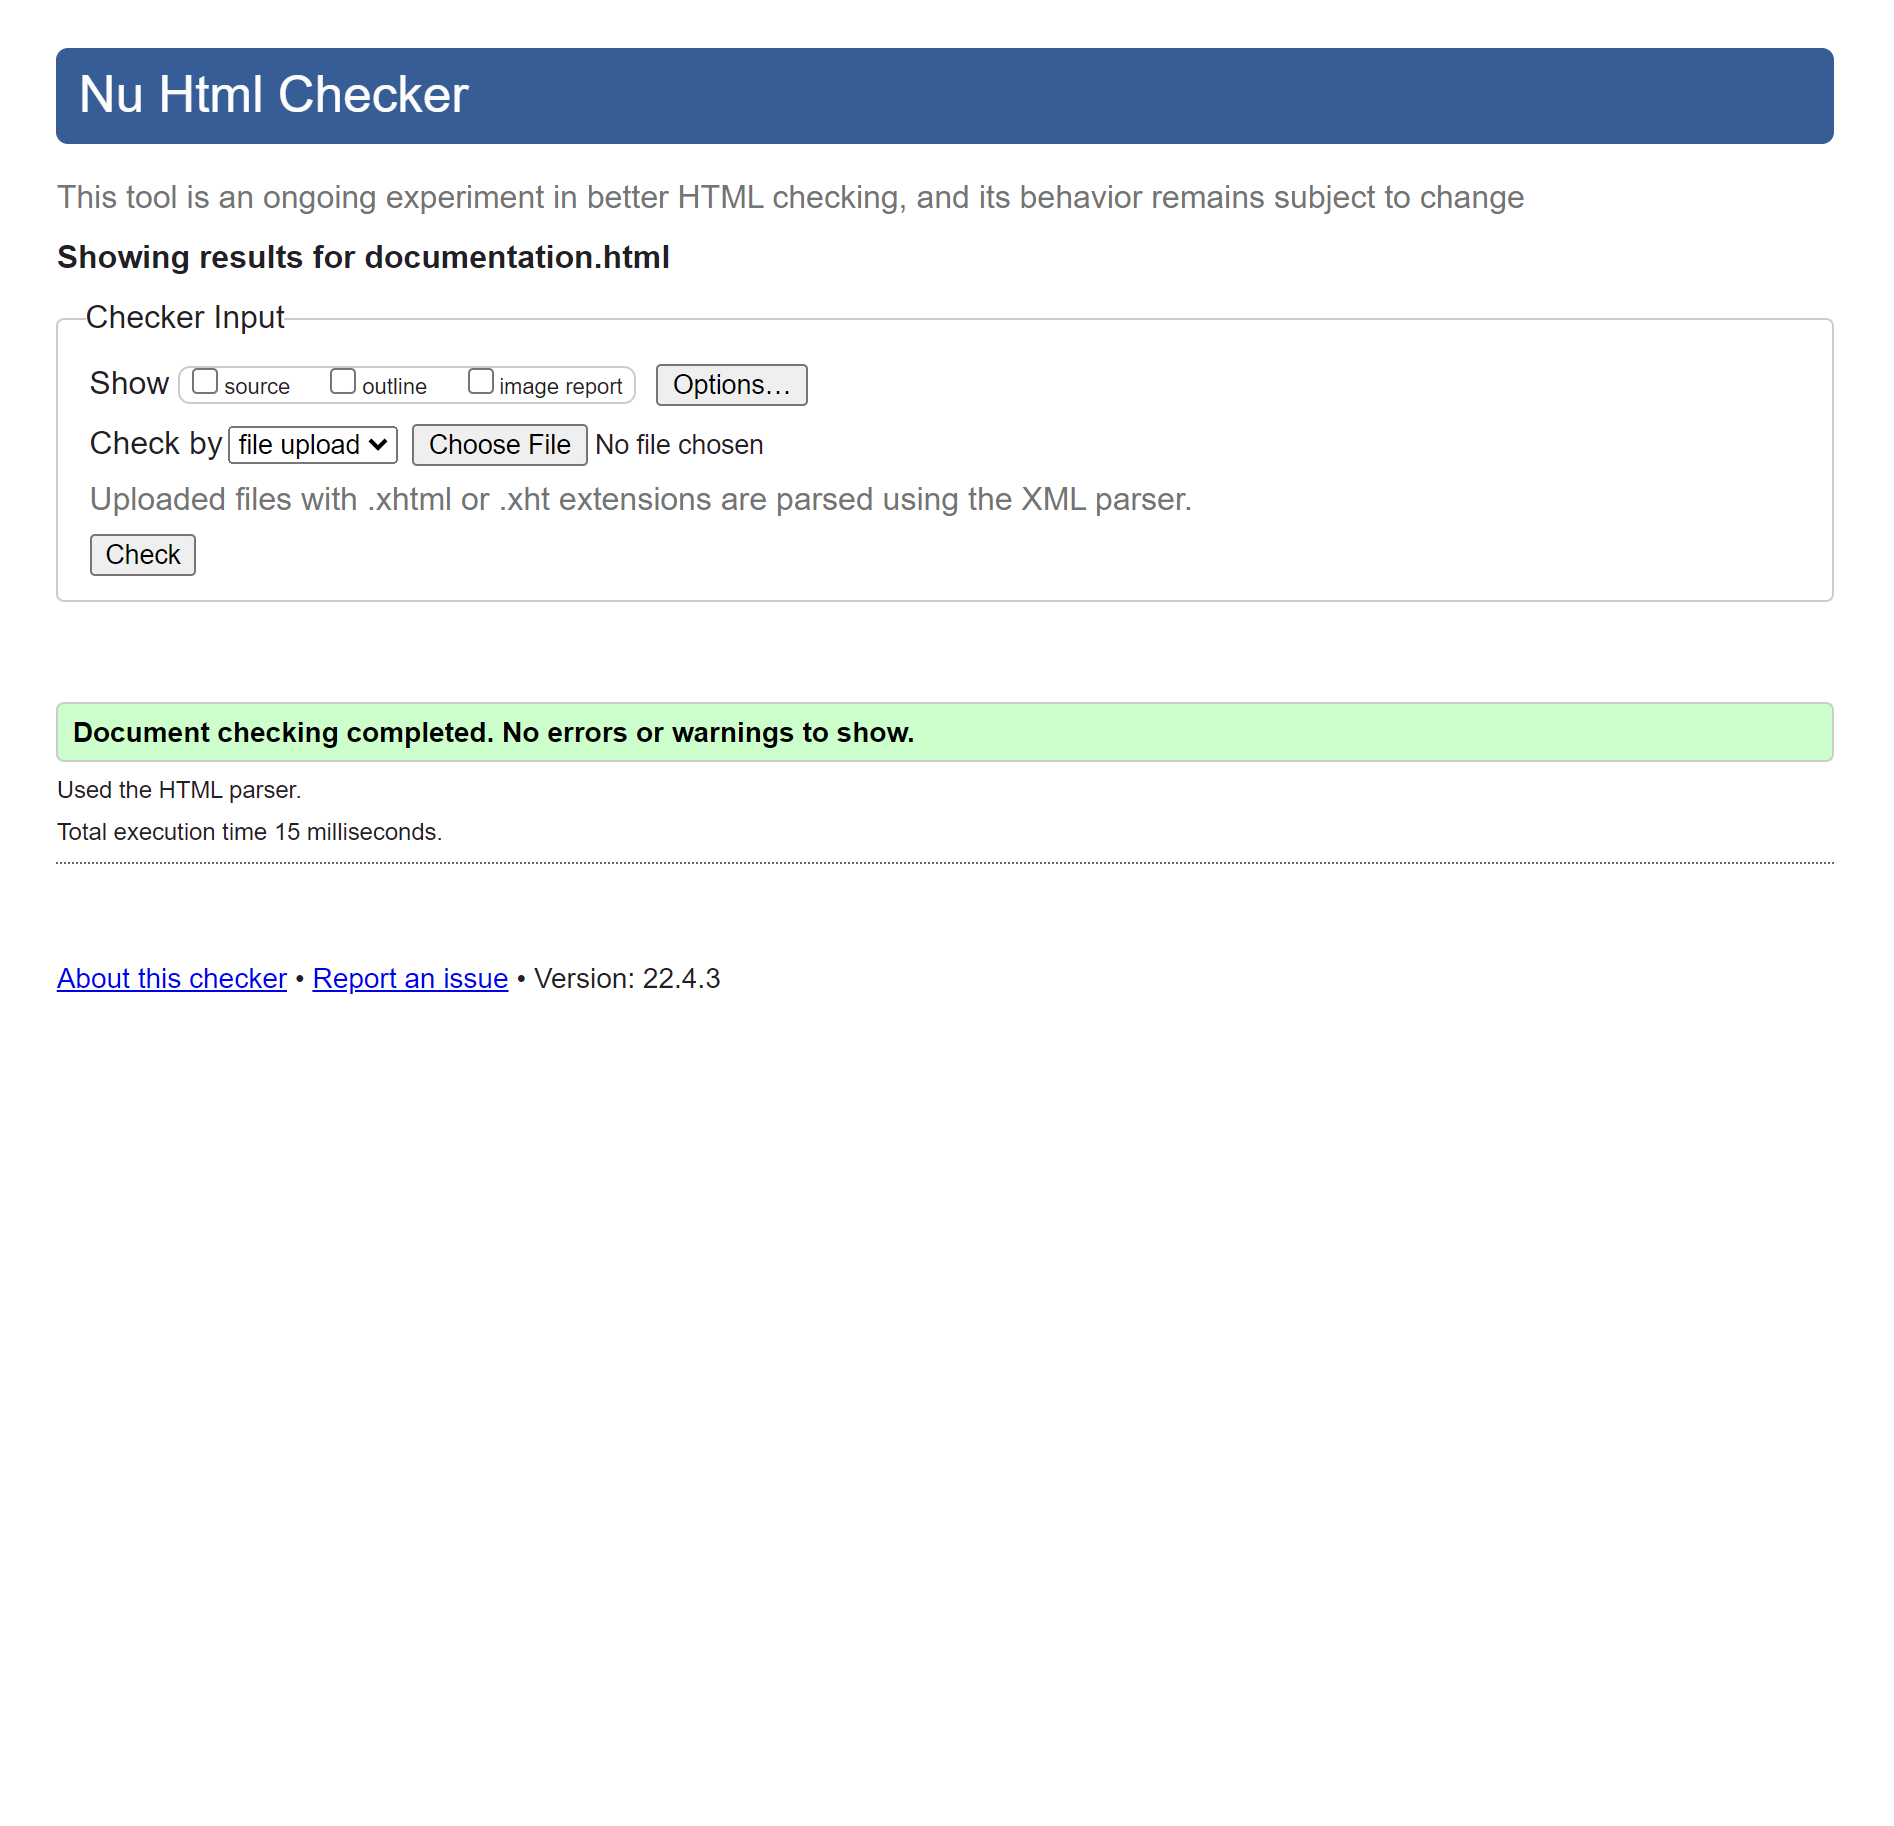 Nu Html Checker
This tool is an ongoing experiment in better HTML checking, and its behavior remains subject to change
Showing results for documentation.html
Checker Input
Show source outline image report Options...
Check by file upload Choose File No file chosen
Uploaded files with .xhtml or .xht extensions are parsed using the XML parser.
Check
Document checking completed. No errors or warnings to show.
Used the HTML parser.
Total execution time 15 milliseconds.
About this checker • Report an issue • Version: 22.4.3